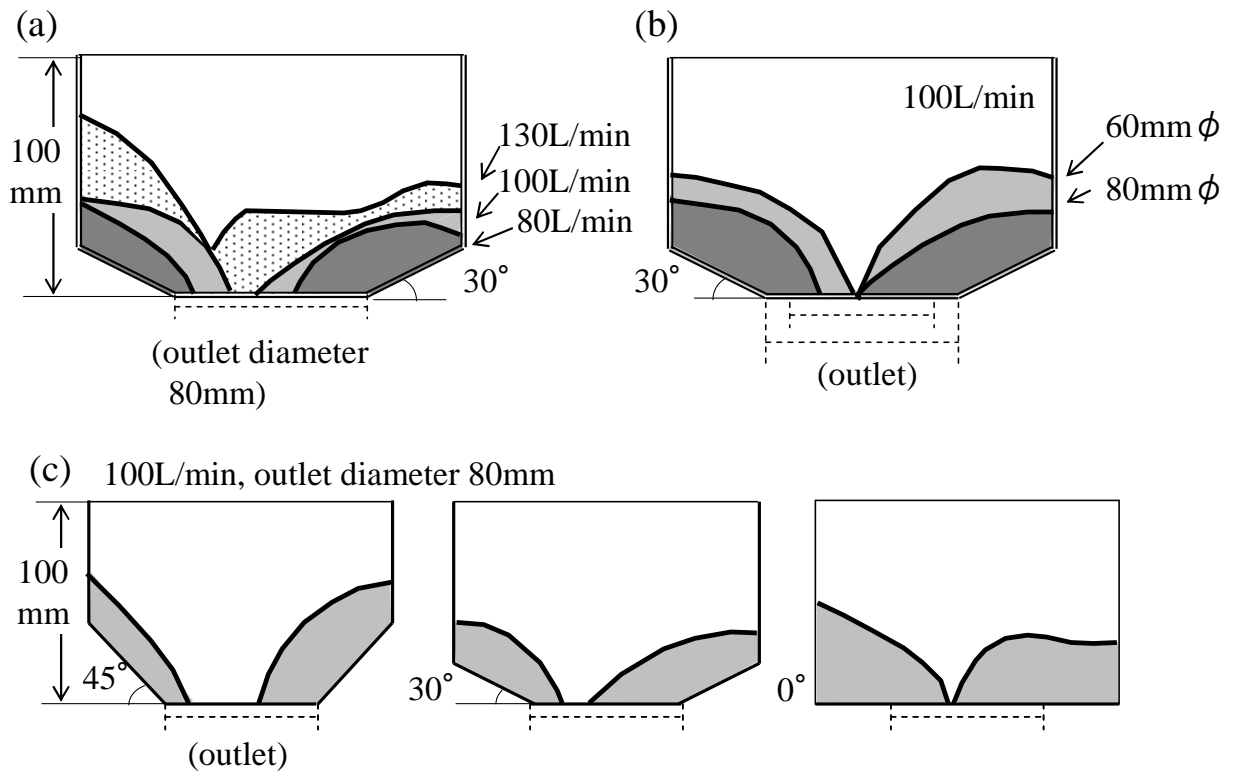 (a)
100
mm
130L/min
100L/min
80L/min
30°
(outlet diameter
80mm)
(b)
100L/min
60mmϕ
80mmϕ
30°
(outlet)
(c) 100L/min, outlet diameter 80mm
100
mm
45°
(outlet)
30°
0°